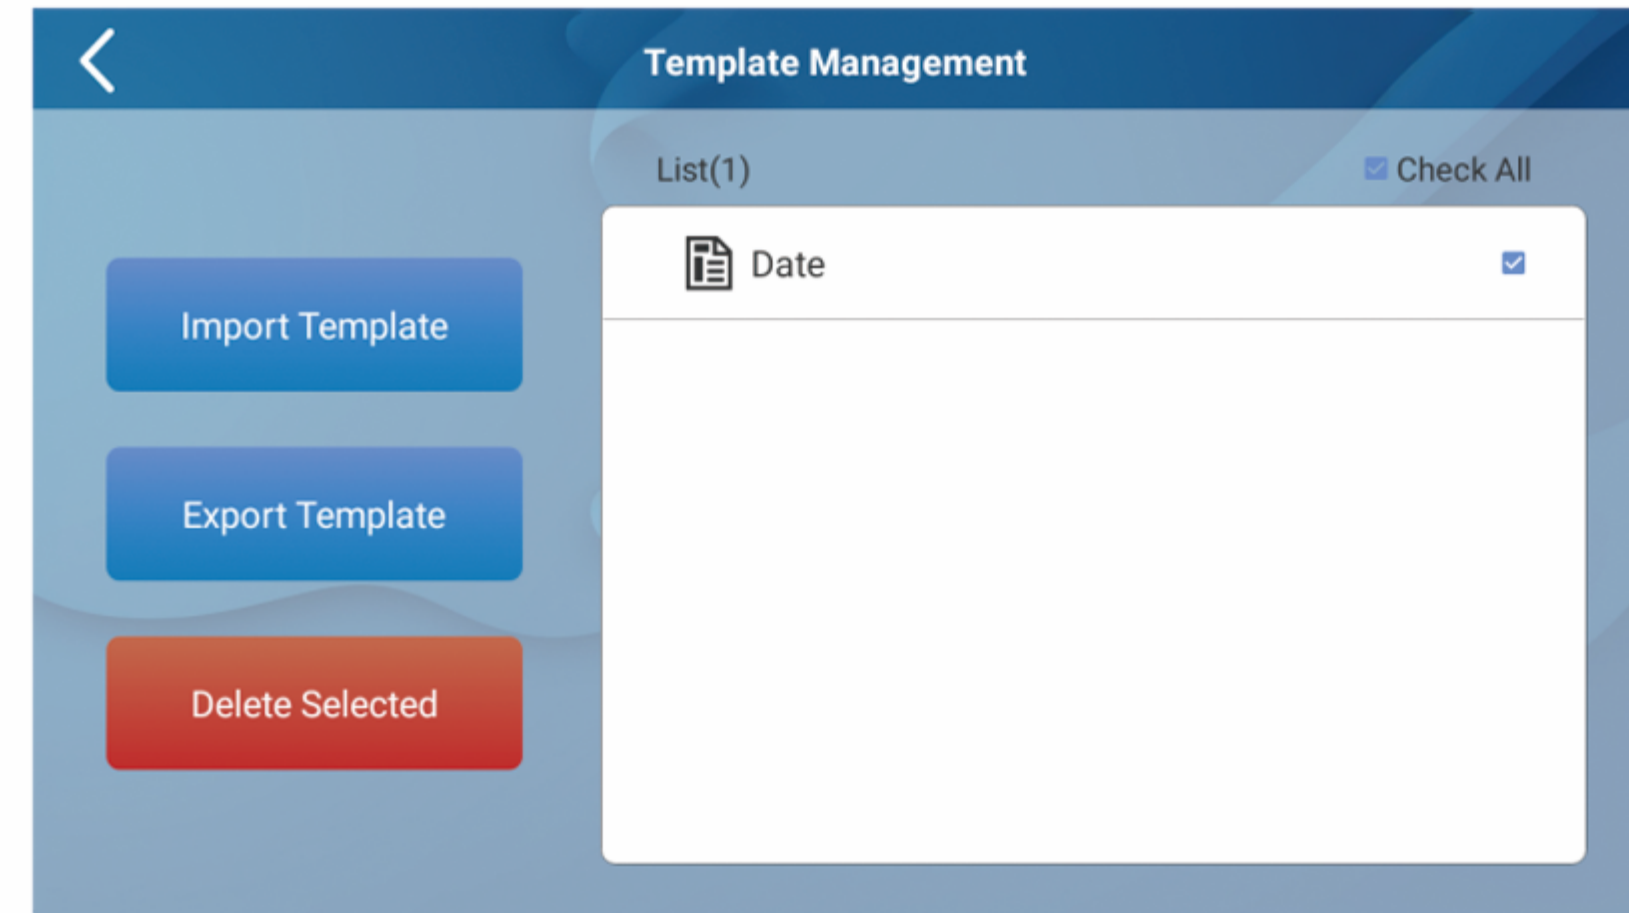 Template Management
List(1)
Check All
Date
Import Template
Export Template
Delete Selected